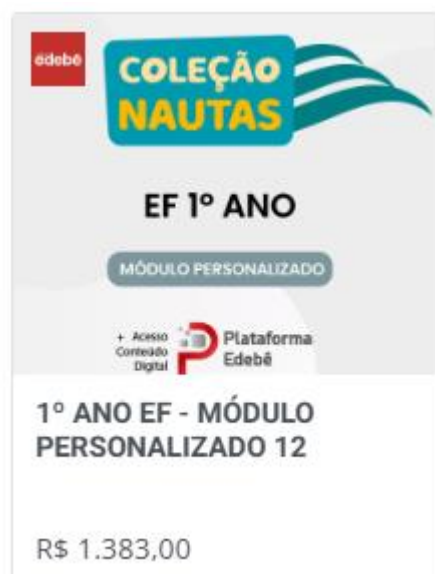 edebê
COLEÇÃO
NAUTAS
EF 1º ANO
MÓDULO PERSONALIZADO
+ Acesso
Conteúdo
Digital
Plataforma
Edebê
1º ANO EF - MÓDULO
PERSONALIZADO 12
R$ 1.383,00